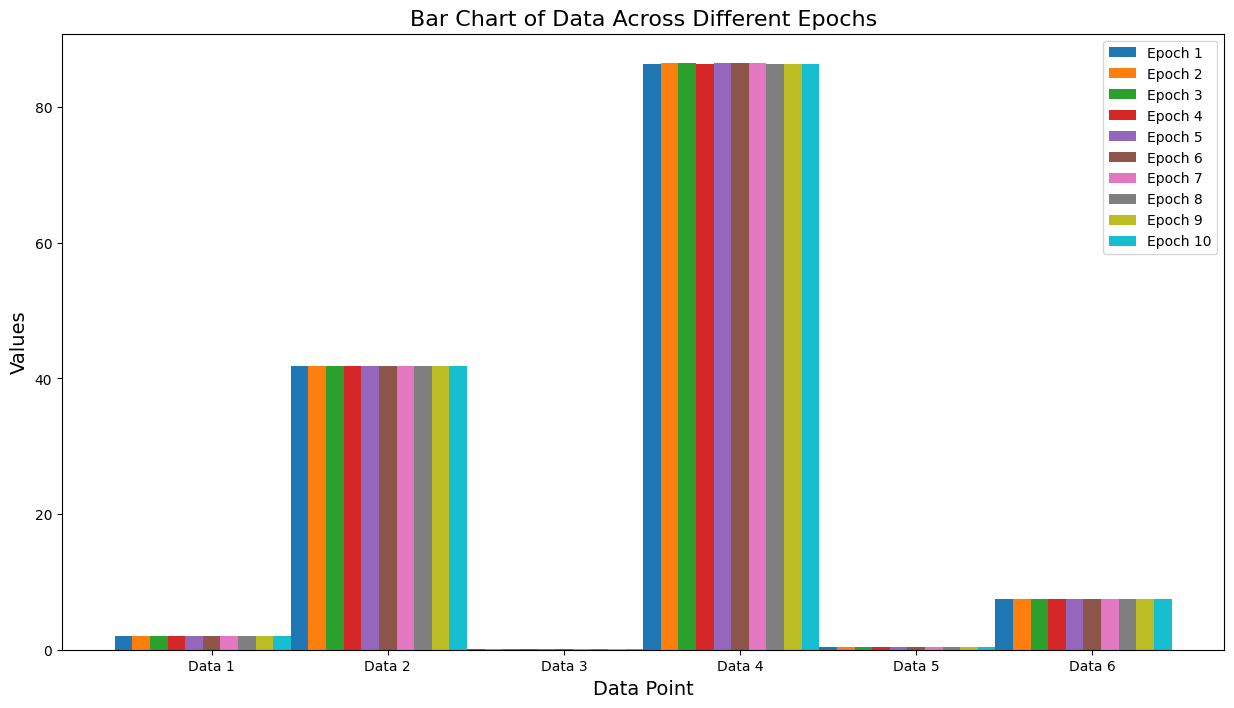 Bar Chart of Data Across Different Epochs
Epoch 1
Epoch 2
Epoch 3
Epoch 4
Epoch 5
Epoch 6
Epoch 7
Epoch 8
Epoch 9
Epoch 10
Values
80
60
40
20
0
Data 1
Data 2
Data 3
Data 4
Data 5
Data 6
Data Point